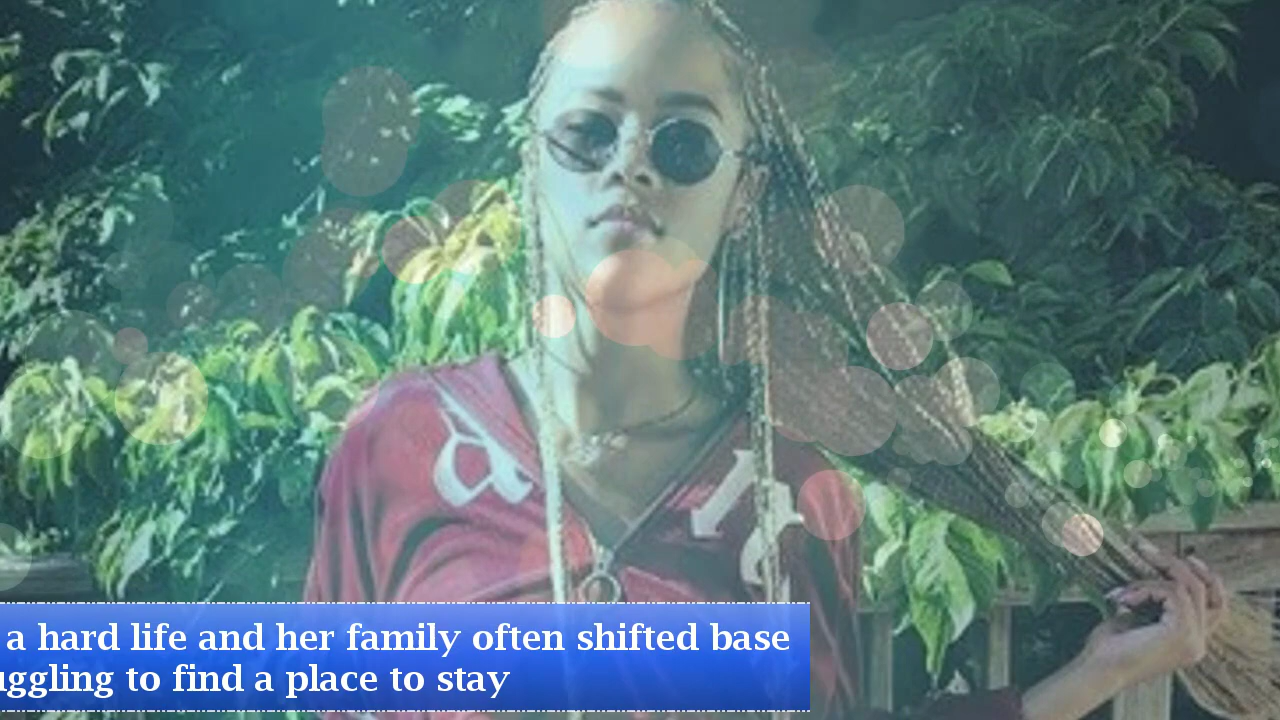 a hard life and her family often shifted base
uggling to find a place to stay